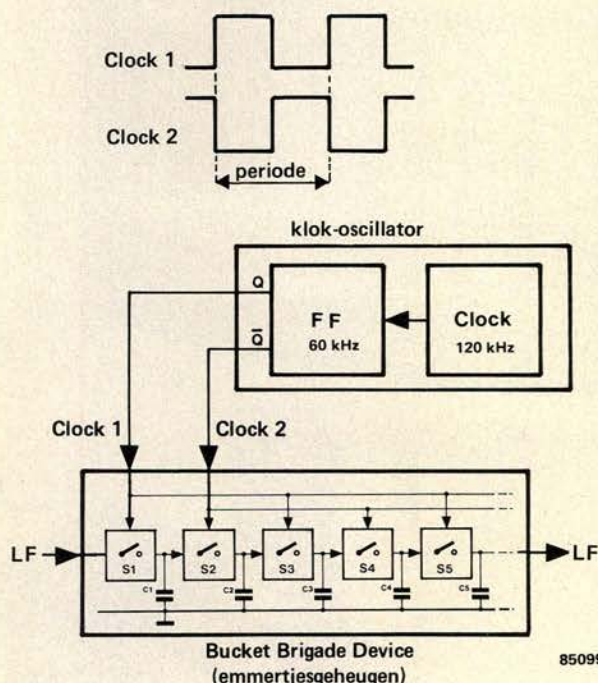 Clock 1
Clock 2
periode
klok-oscillator
Q
Q̅
F F
60 kHz
Clock
120 kHz
Clock 1
Clock 2
LF
S1
S2
S3
S4
S5
LF
C1
C2
C3
C4
C5
Bucket Brigade Device
(emmertjesgeheugen)
85099